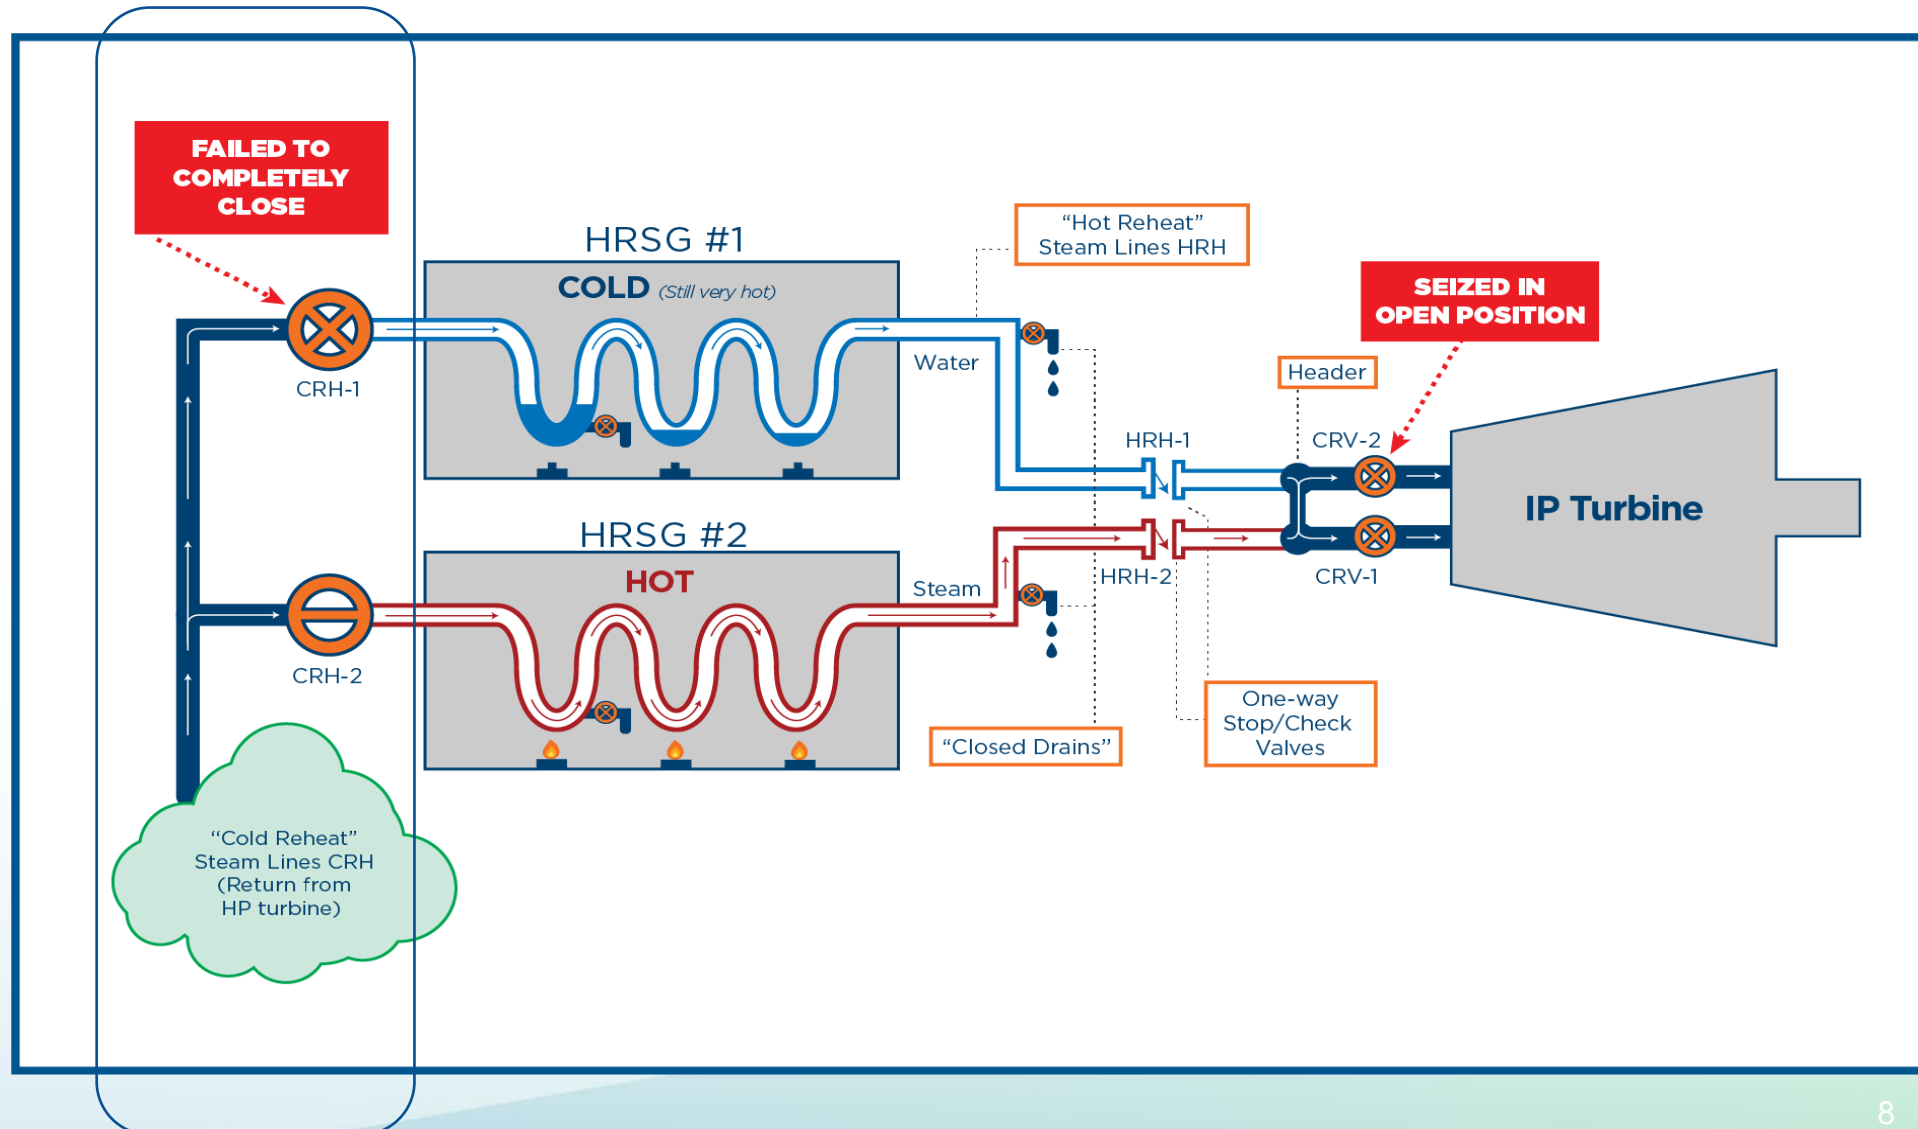 FAILED TO
COMPLETELY
CLOSE
CRH-1
CRH-2
“Cold Reheat”
Steam Lines CRH
(Return from
HP turbine)
HRSG #1
COLD (Still very hot)
Water
HRSG #2
HOT
Steam
“Hot Reheat”
Steam Lines HRH
“Closed Drains”
HRH-1
HRH-2
One-way
Stop/Check
Valves
Header
SEIZED IN
OPEN POSITION
CRV-2
CRV-1
IP Turbine
8